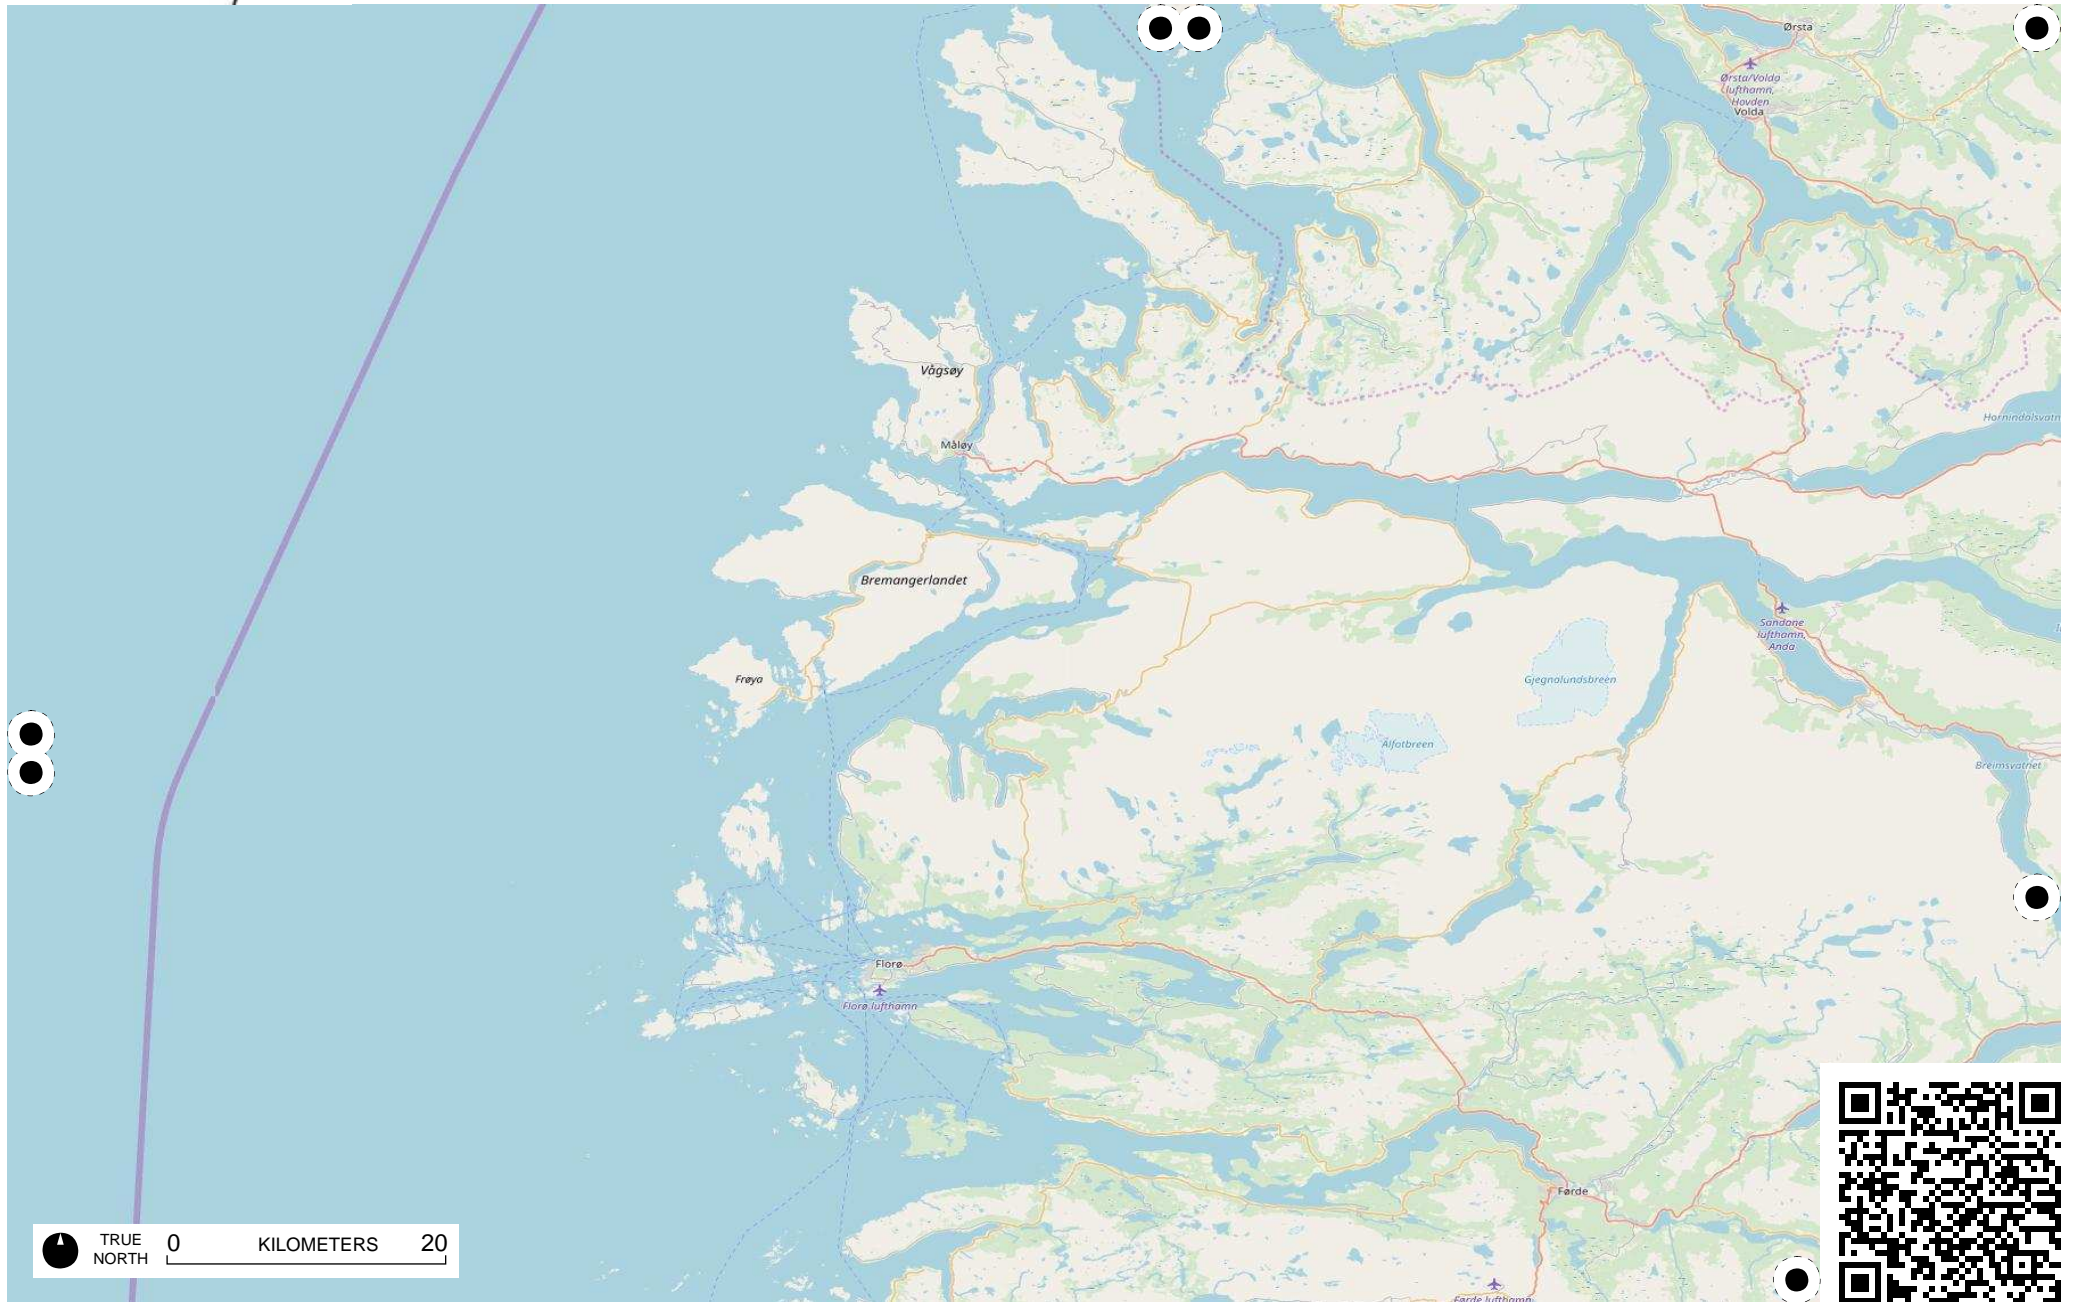 Ørsta
Ørsta/Volda
lufthamn,
Hovden
Volda
Vågsøy
Hornindalsvatn
Måløy
Bremangerlandet
Sandane
lufthamn,
Anda
Frøya
Gjegnalundsbreen
Ålfotbreen
Breimsvatnet
Florø
Florø lufthamn
Førde
TRUE
NORTH
0 KILOMETERS 20
Førde lufthamn,